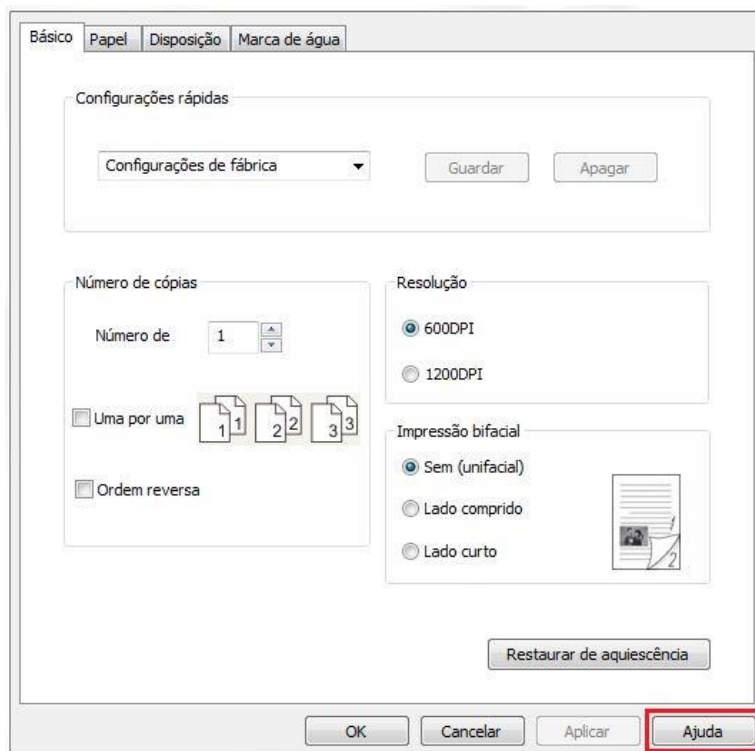 Básico Papel Disposição Marca de água
Configurações rápidas
Configurações de fábrica Guardar Apagar
Número de cópias
Número de 1
Uma por uma 1 1 2 2 3 3
Ordem reversa
Resolução
600DPI
1200DPI
Impressão bifacial
Sem (unifacial)
Lado comprido
Lado curto
1
2
Restaurar de aquiescência
OK Cancelar Aplicar Ajuda